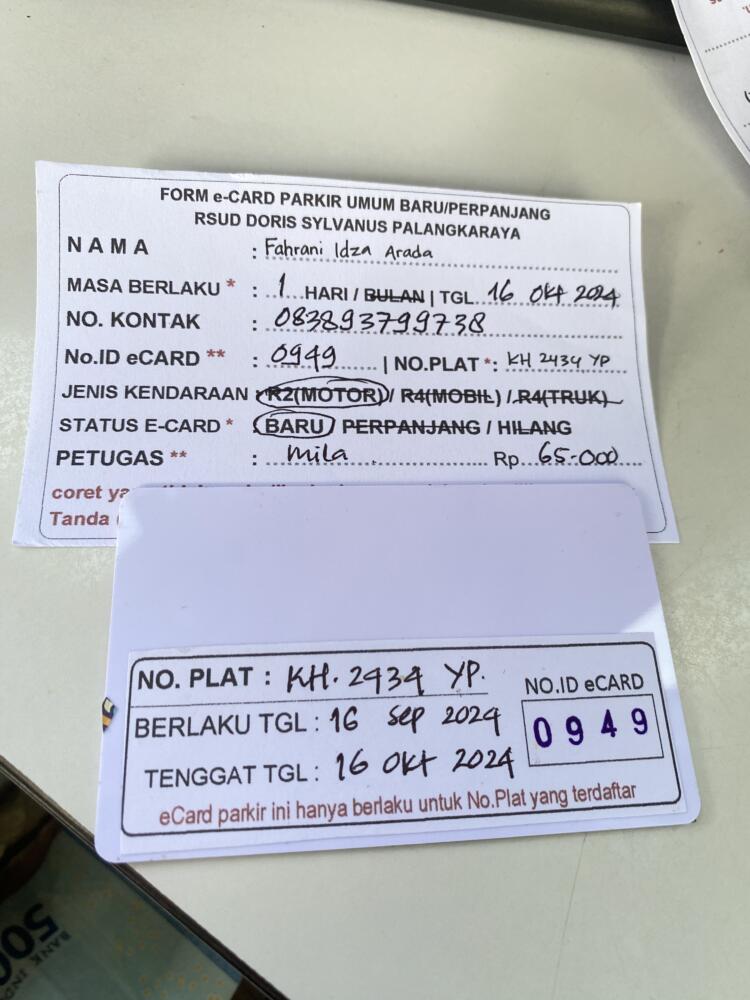 FORM e-CARD PARKIR UMUM BARU/PERPANJANG
RSUD DORIS SYLVANUS PALANGKARAYA
NAMA : Fahrani Idza Arada
MASA BERLAKU * : 1 HARI / BULAN | TGL 16 OKt 2024
NO. KONTAK : 083893799738
No.ID eCARD ** : 0949 | NO.PLAT *: KH 2434 YP
JENIS KENDARAAN R2(MOTOR)/ R4(MOBIL) / R4(TRUK)
STATUS E-CARD * BARU PERPANJANG / HILANG
PETUGAS ** : Mila Rp. 65.000
coret
Tanda
NO. PLAT : KH. 2434 YP.
NO.ID eCARD
BERLAKU TGL : 16 Sep 2024
0949
TENGGAT TGL : 16 OKt 2024
eCard parkir ini hanya berlaku untuk No.Plat yang terdaftar
BANK
500